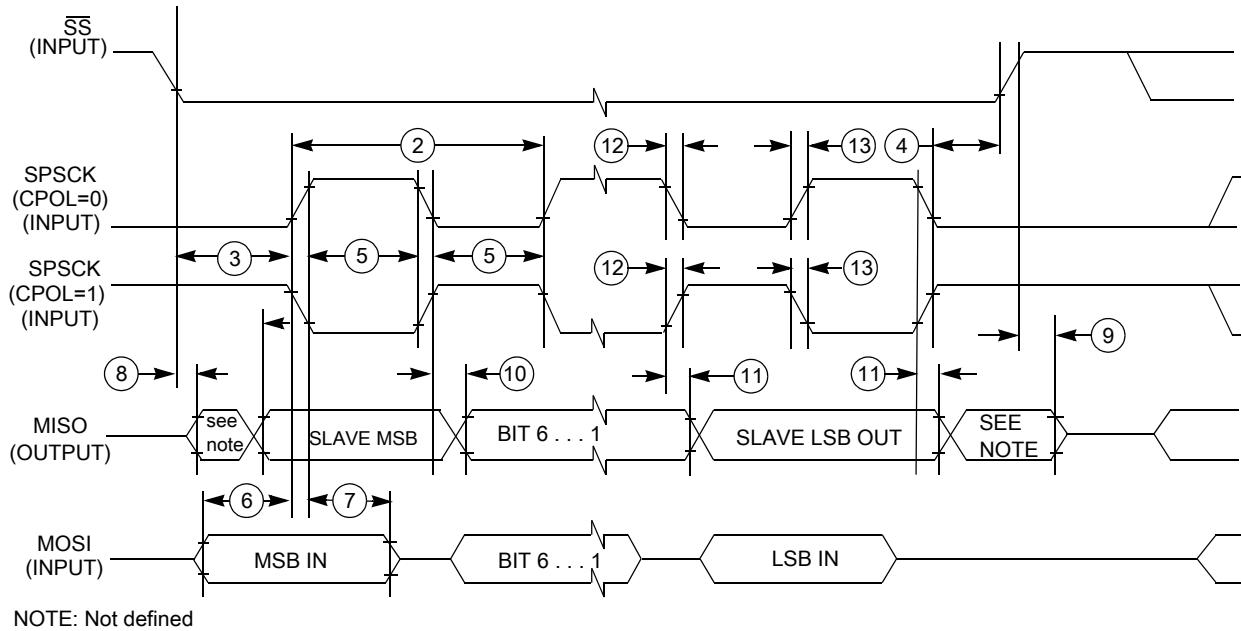 SS
(INPUT)
2
12
13
4
SPSCK
(CPOL=0)
(INPUT)
3
5
5
SPSCK
(CPOL=1)
(INPUT)
12
13
9
8
10
11
11
MISO
(OUTPUT)
see
note
SLAVE MSB
BIT 6 . . . 1
SLAVE LSB OUT
SEE
NOTE
6
7
MOSI
(INPUT)
MSB IN
BIT 6 . . . 1
LSB IN
NOTE: Not defined